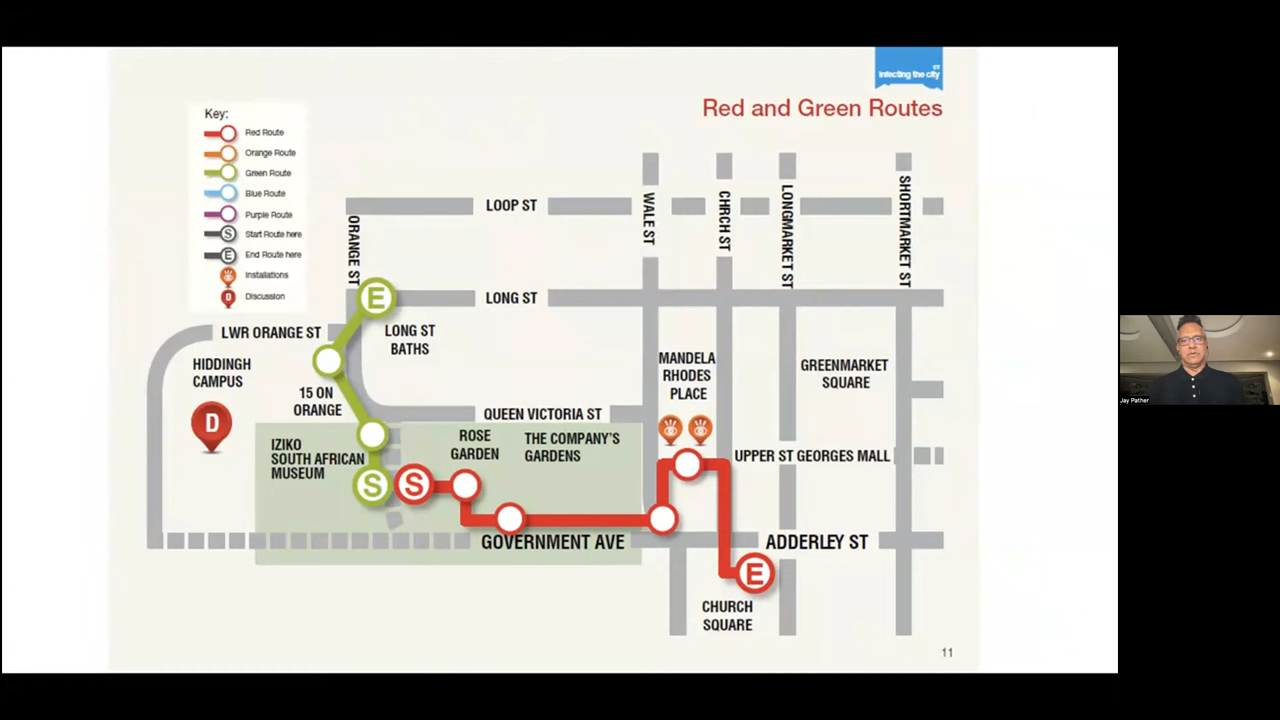 CT
infecting the city
Red and Green Routes
Key:
Red Route
Orange Route
Green Route
Blue Route
Purple Route
S Start Route here
E End Route here
Installations
D Discussion
LOOP ST
ORANGE ST
WALE ST
CHRCH ST
LONGMARKET ST
SHORTMARKET ST
E
LONG ST
LWR ORANGE ST
LONG ST
BATHS
HIDDINGH
CAMPUS
D
15 ON
ORANGE
MANDELA
RHODES
PLACE
GREENMARKET
SQUARE
QUEEN VICTORIA ST
IZIKO
SOUTH AFRICAN
MUSEUM
ROSE
GARDEN
THE COMPANY'S
GARDENS
UPPER ST GEORGES MALL
S
S
GOVERNMENT AVE
ADDERLEY ST
E
CHURCH
SQUARE
11
Jay Pather